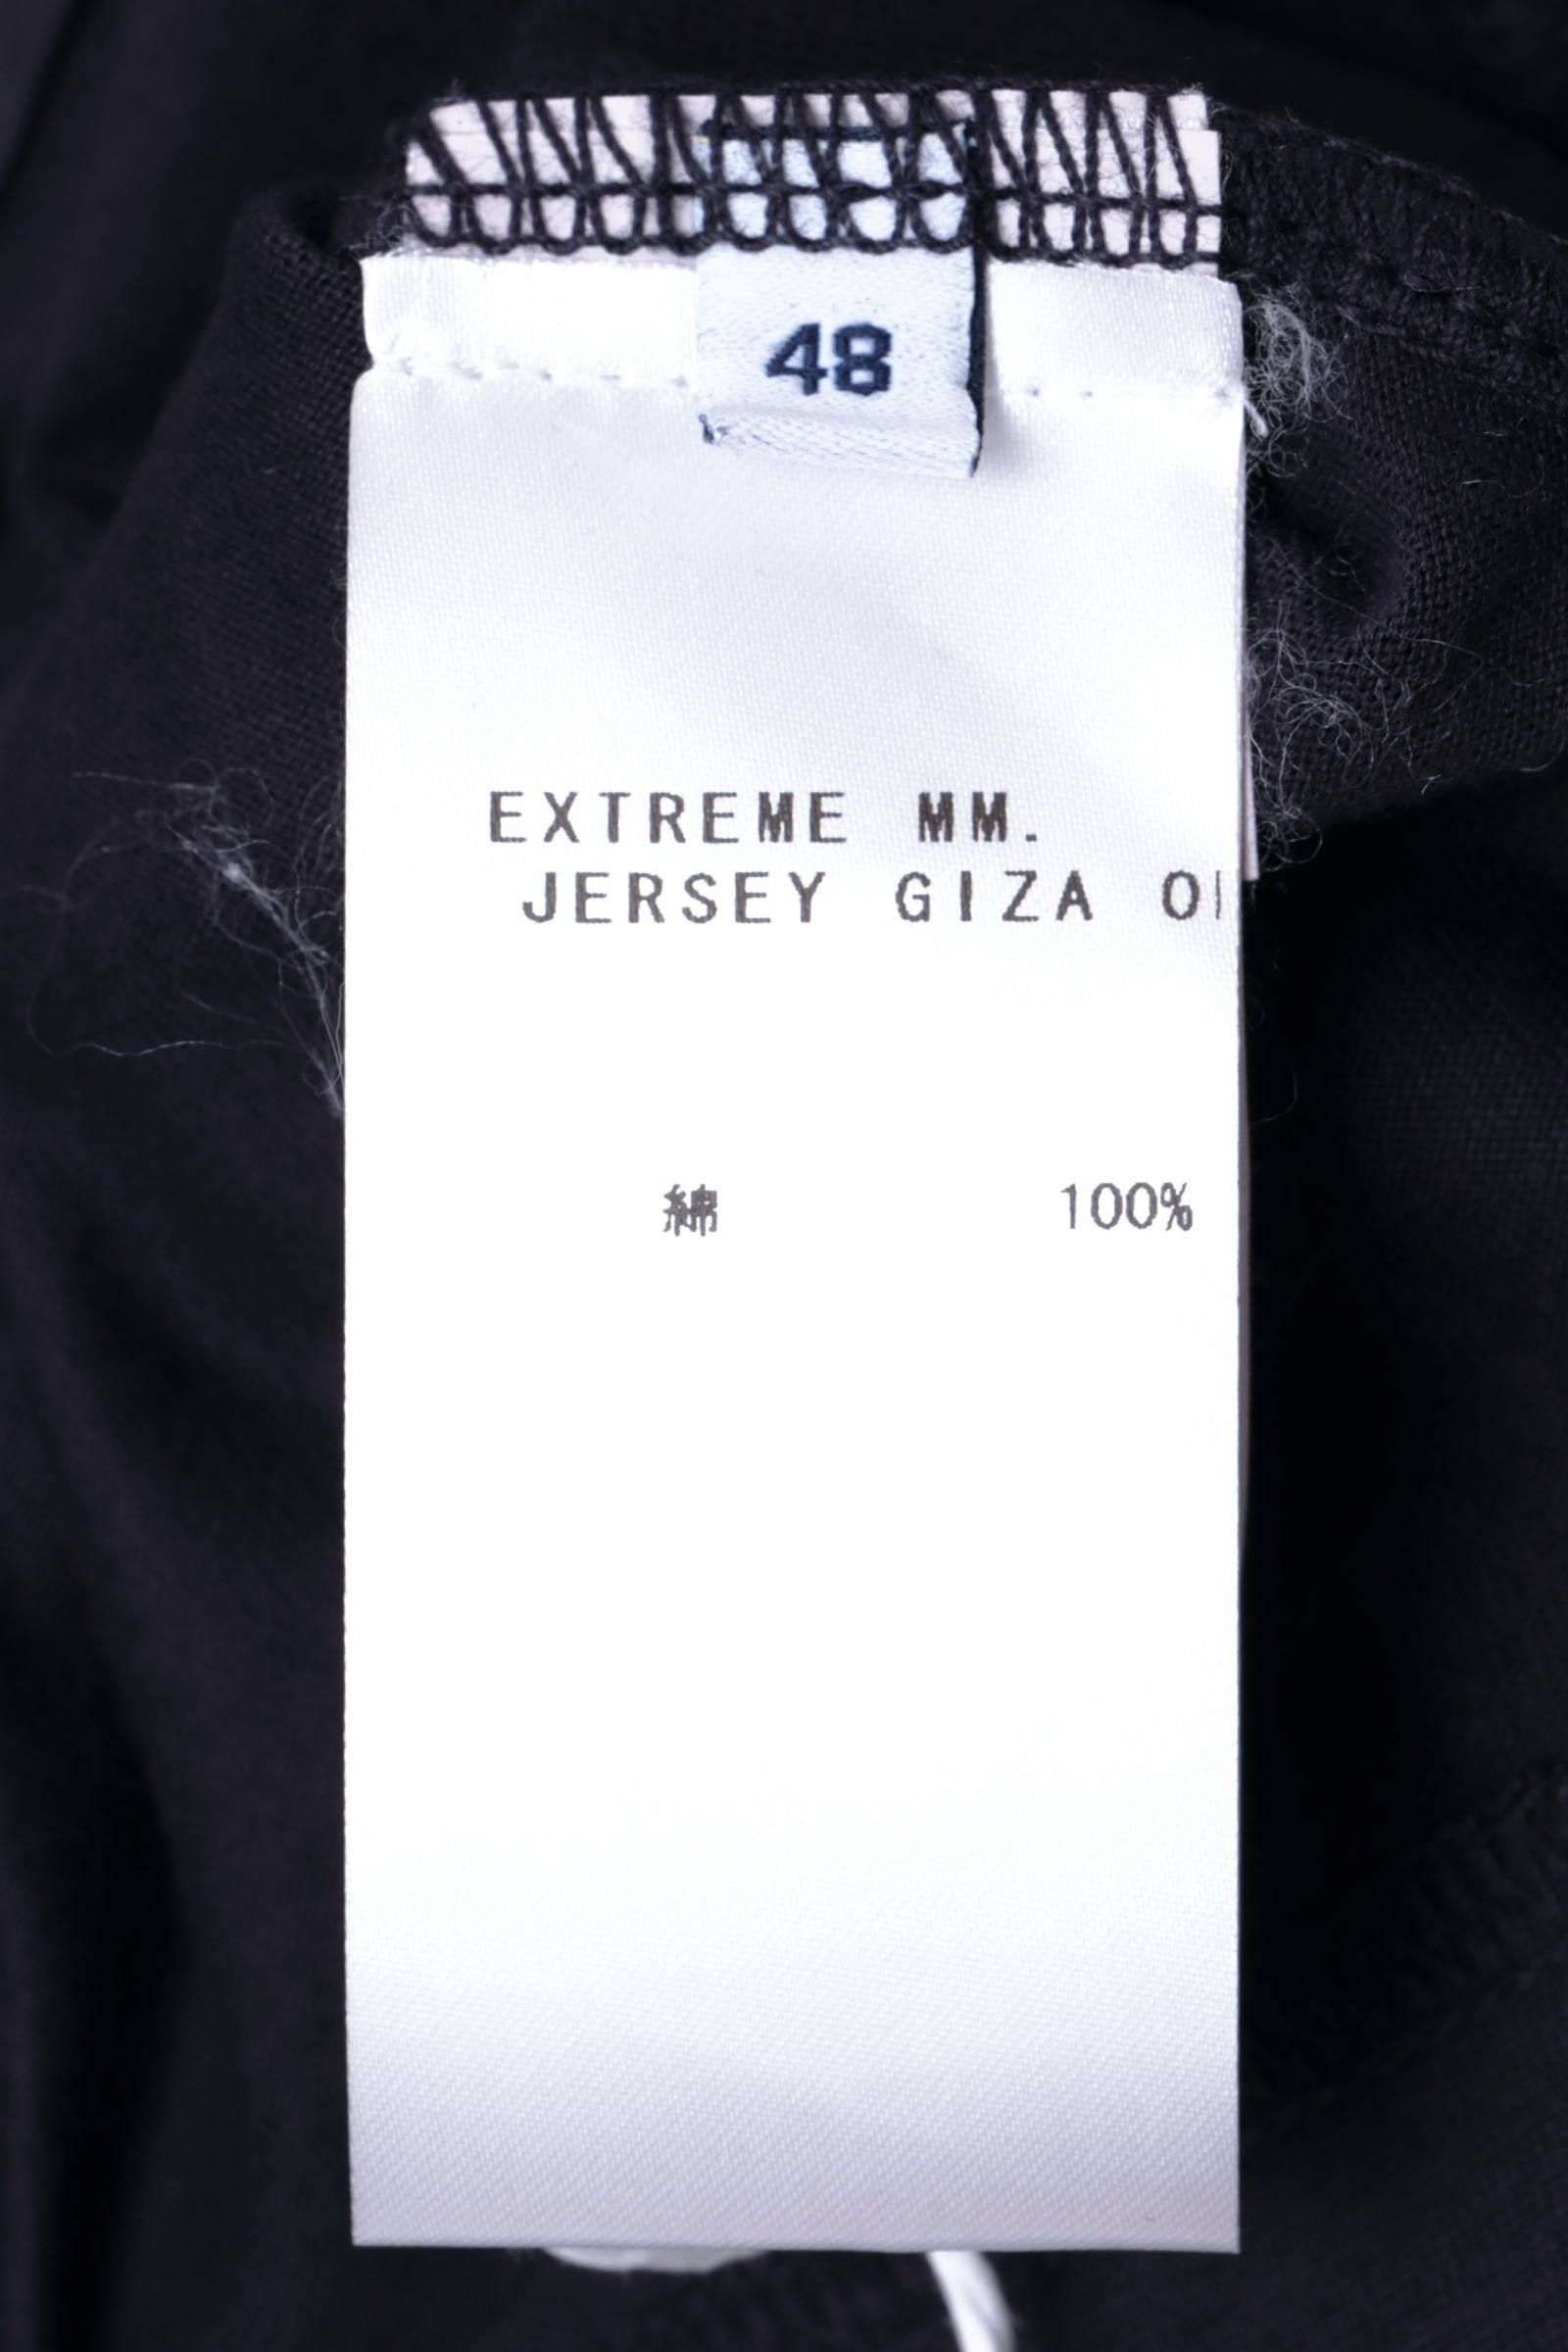 48
EXTREME MM.
JERSEY GIZA
綿 100%